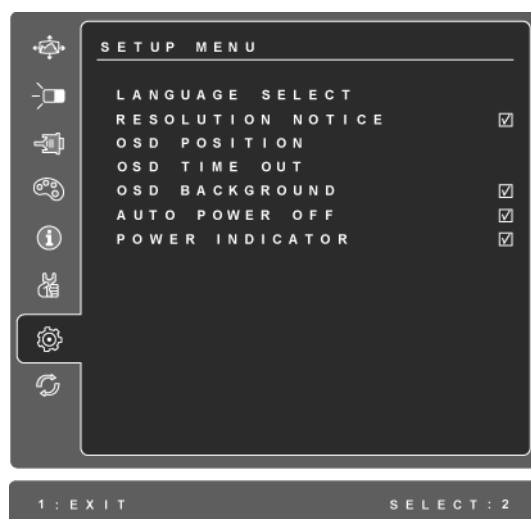 SETUP MENU
LANGUAGE SELECT
RESOLUTION NOTICE
OSD POSITION
OSD TIME OUT
OSD BACKGROUND
AUTO POWER OFF
POWER INDICATOR
1:EXIT SELECT:2